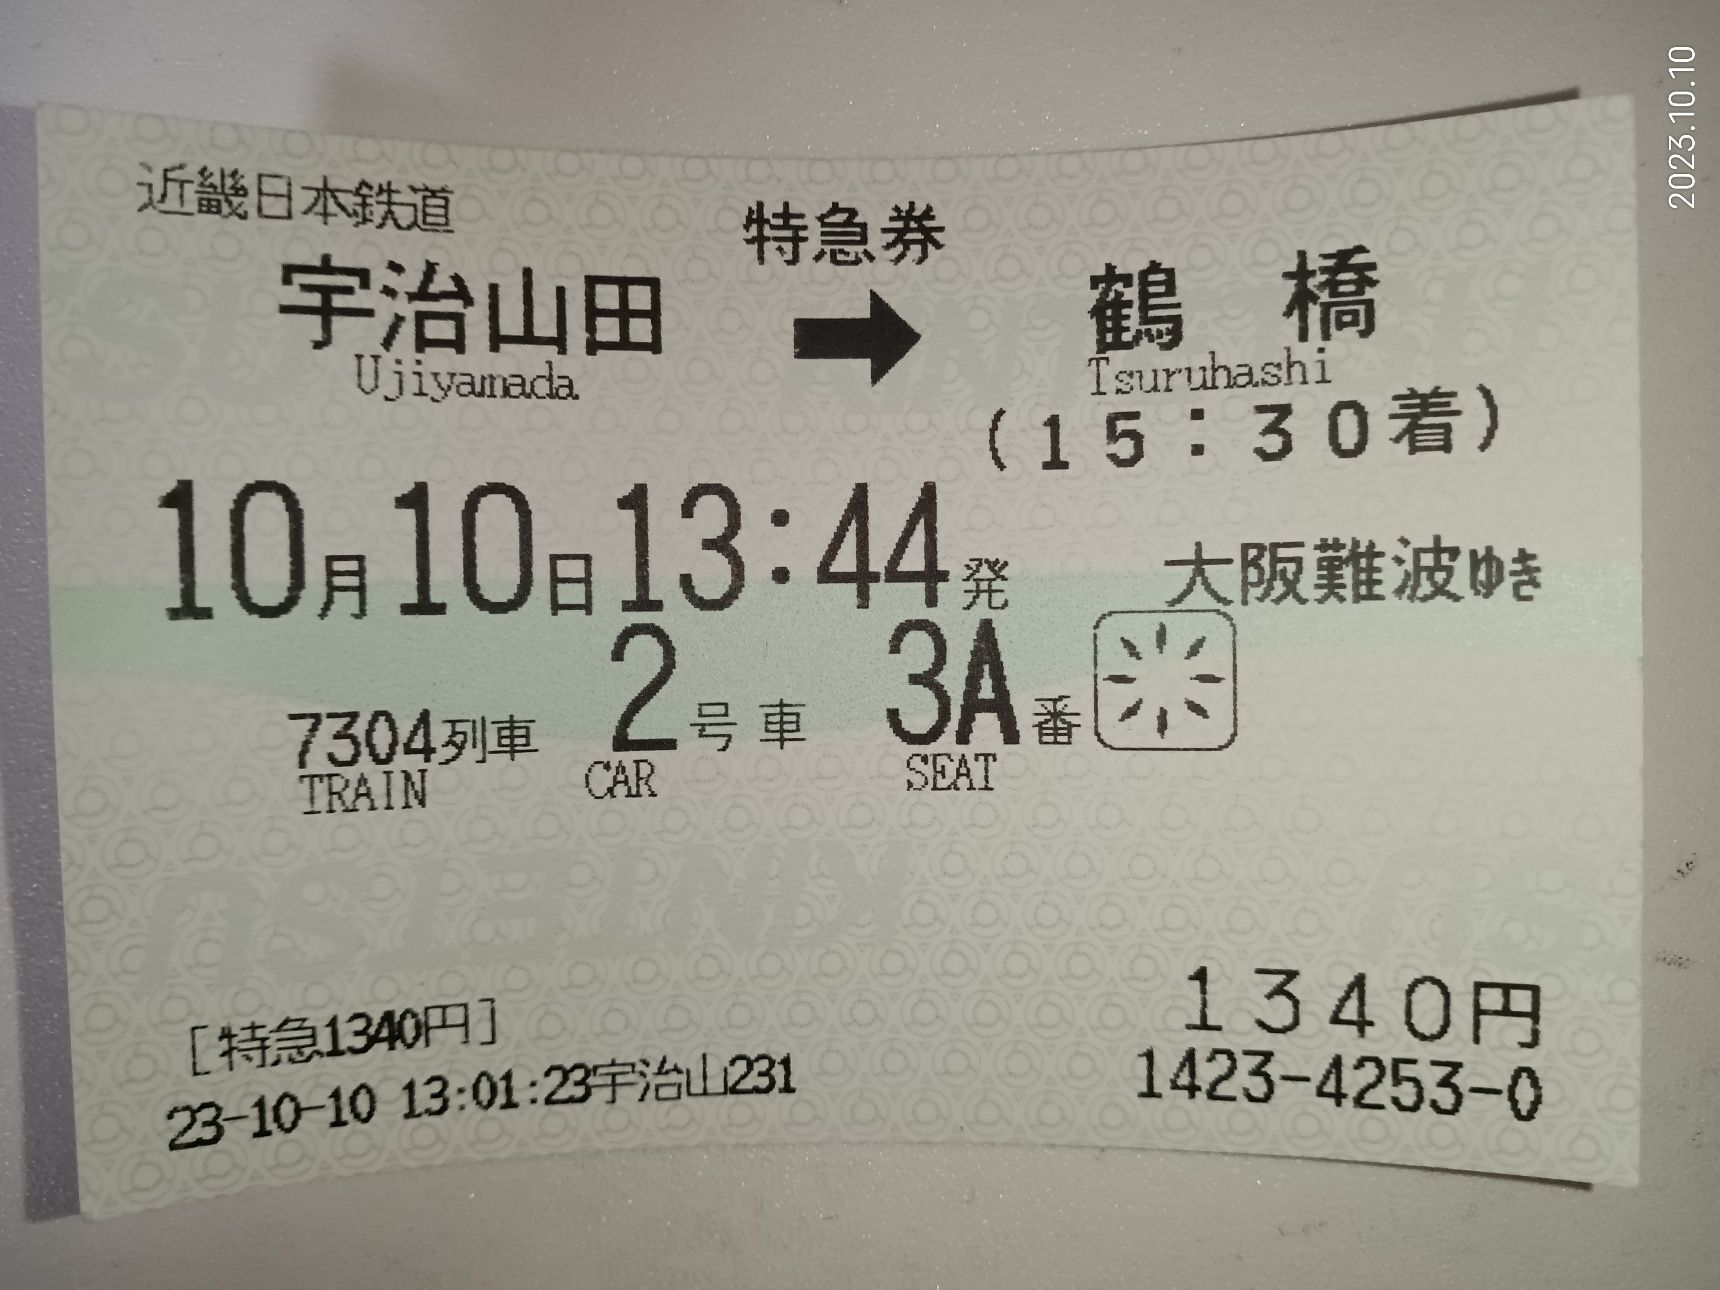 近畿日本鉄道
特急券
宇治山田
Ujiyamada
鶴 橋
Tsuruhashi
(15:30着)
10月10日13:44発
大阪難波ゆき
7304列車 2号車 3A番
TRAIN CAR SEAT
KINTETSU
[特急1340円]
1340円
23-10-10 13:01:23宇治山231
1423-4253-0
2023.10.10